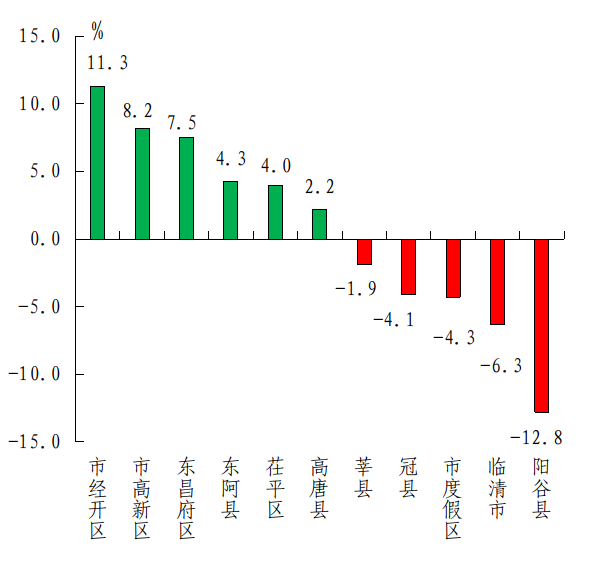 %
15.0
10.0
5.0
0.0
-5.0
-10.0
-15.0
11.3
8.2
7.5
4.3
4.0
2.2
-1.9
-4.1
-4.3
-6.3
-12.8
市经开区
市高新区
东昌府区
东阿县
茌平区
高唐县
莘县
冠县
市度假区
临清市
阳谷县